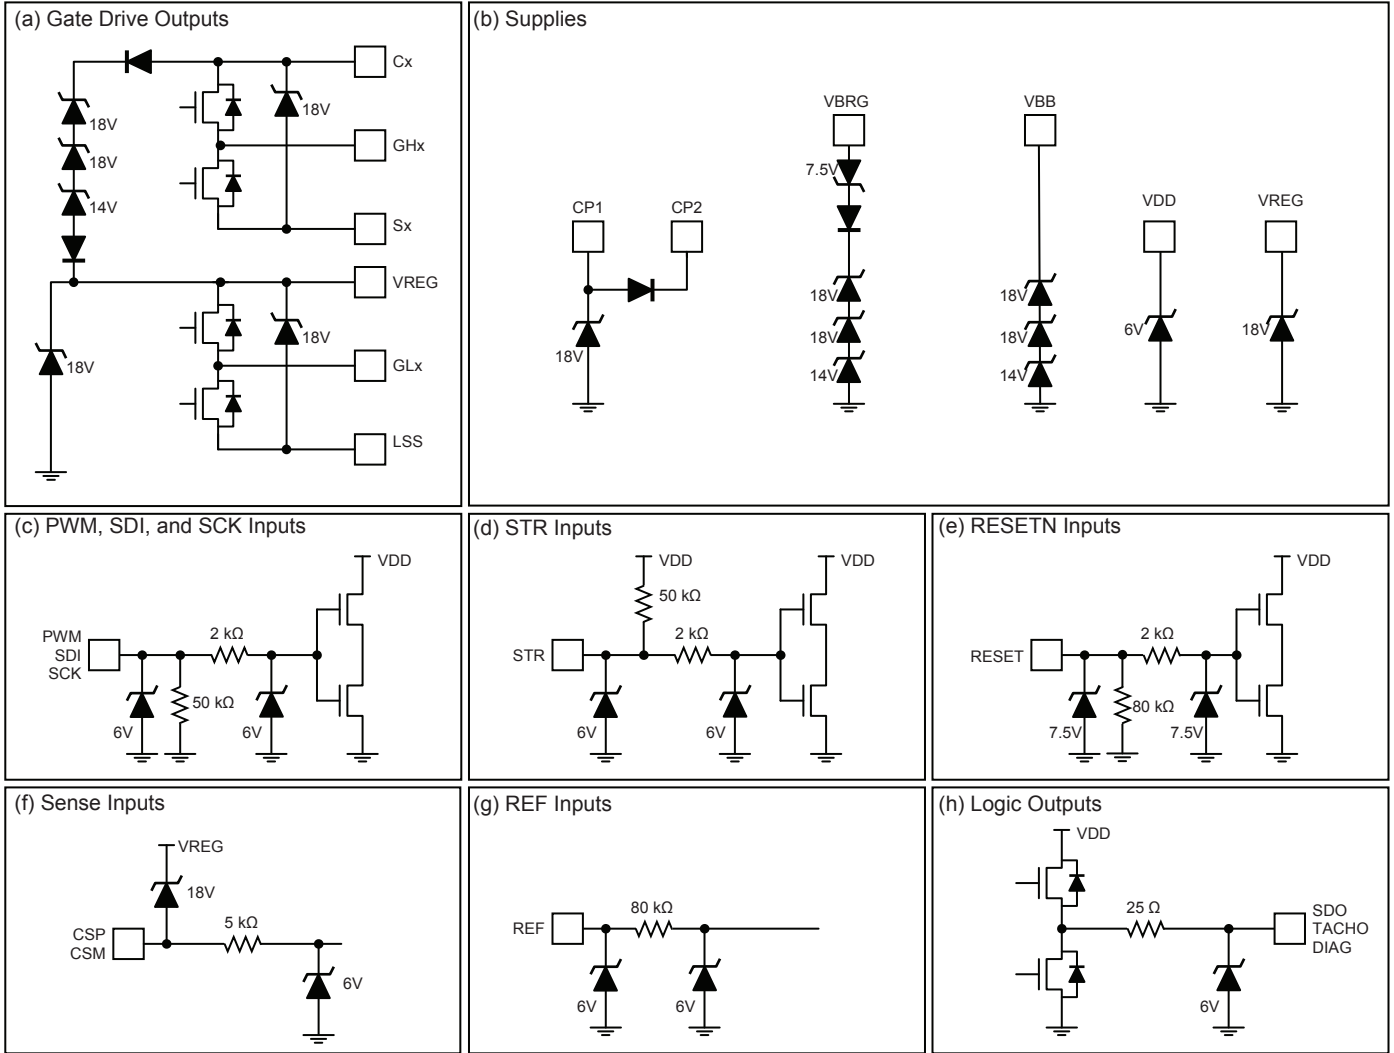 (a) Gate Drive Outputs
Cx
18V
18V
GHx
18V
14V
Sx
VREG
18V
18V
GLx
LSS
(b) Supplies
VBRG
VBB
7.5V
CP1
CP2
VDD
VREG
18V
18V
18V
18V
18V
6V
18V
14V
14V
(c) PWM, SDI, and SCK Inputs
VDD
PWM
SDI
SCK
2 kΩ
50 kΩ
6V
6V
(d) STR Inputs
VDD
VDD
50 kΩ
STR
2 kΩ
6V
6V
(e) RESETN Inputs
VDD
RESET
2 kΩ
80 kΩ
7.5V
7.5V
(f) Sense Inputs
VREG
18V
CSP
CSM
5 kΩ
6V
(g) REF Inputs
REF
80 kΩ
6V
6V
(h) Logic Outputs
VDD
25 Ω
SDO
TACHO
DIAG
6V